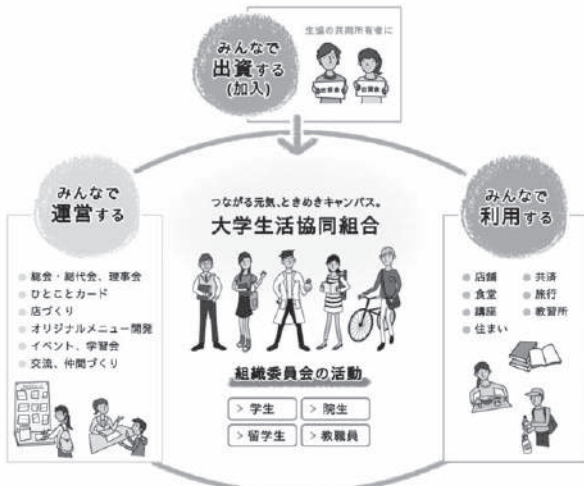 みんなで
出資する
(加入)
生協の共同所有者に
出資金
出資金
みんなで
運営する
総会・総代会、理事会
ひとことカード
店づくり
オリジナルメニュー開発
イベント、学習会
交流、仲間づくり
つながる元気、ときめきキャンパス。
大学生活協同組合
組織委員会の活動
> 学生
> 院生
> 留学生
> 教職員
みんなで
利用する
店舗
食堂
講座
住まい
共済
旅行
教習所